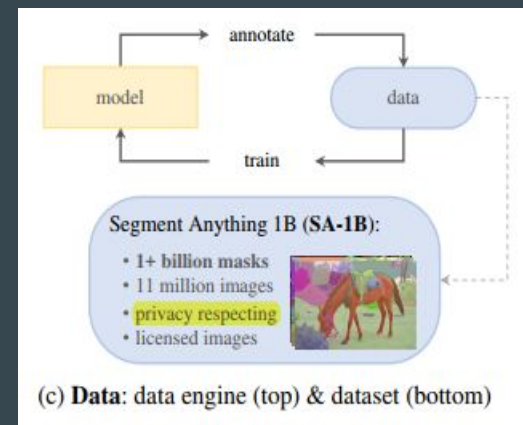 annotate
model
data
train
Segment Anything 1B (SA-1B):
• 1+ billion masks
• 11 million images
• privacy respecting
• licensed images
(c) Data: data engine (top) & dataset (bottom)